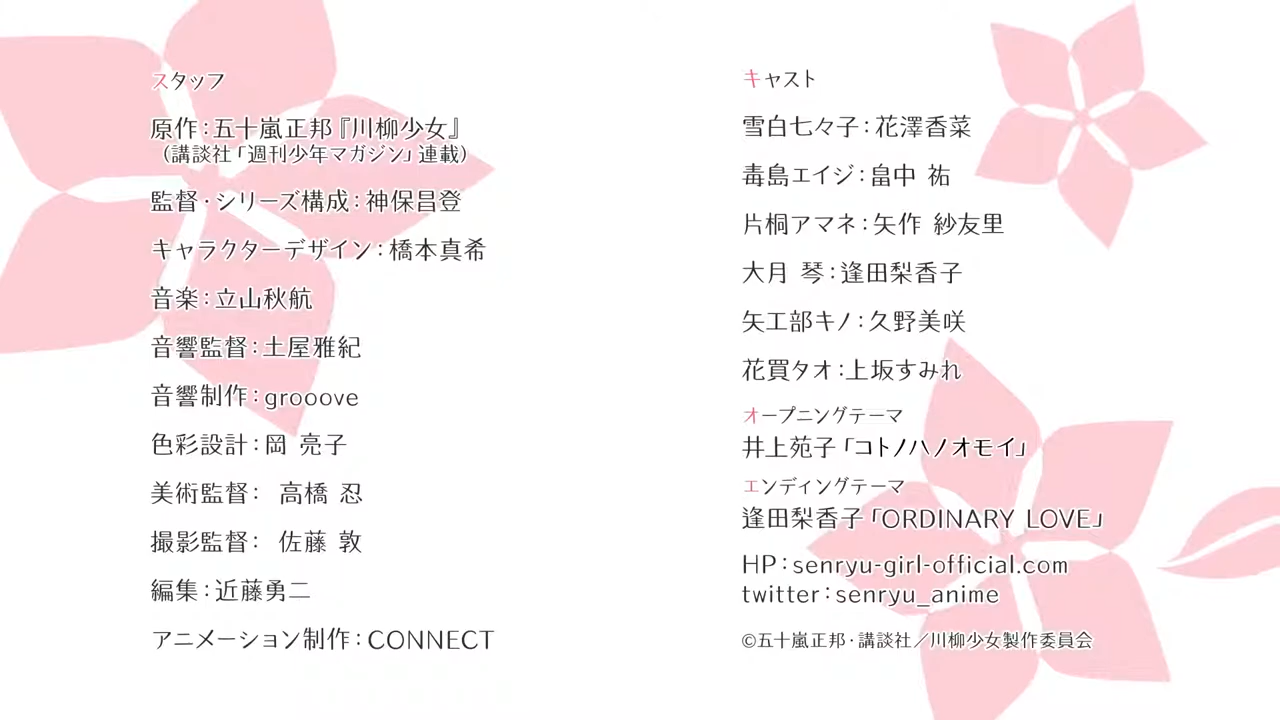 スタッフ
原作：五十嵐正邦『川柳少女』
（講談社「週刊少年マガジン」連載）
監督・シリーズ構成：神保昌登
キャラクターデザイン：橋本真希
音楽：立山秋航
音響監督：土屋雅紀
音響制作：grooove
色彩設計：岡 亮子
美術監督： 高橋 忍
撮影監督： 佐藤 敦
編集：近藤勇二
アニメーション制作：CONNECT
キャスト
雪白七々子：花澤香菜
毒島エイジ：畠中 祐
片桐アマネ：矢作 紗友里
大月 琴：逢田梨香子
矢工部キノ：久野美咲
花買タオ：上坂すみれ
オープニングテーマ
井上苑子「コトノハノオモイ」
エンディングテーマ
逢田梨香子「ORDINARY LOVE」
HP：senryu-girl-official.com
twitter：senryu_anime
©五十嵐正邦・講談社／川柳少女製作委員会